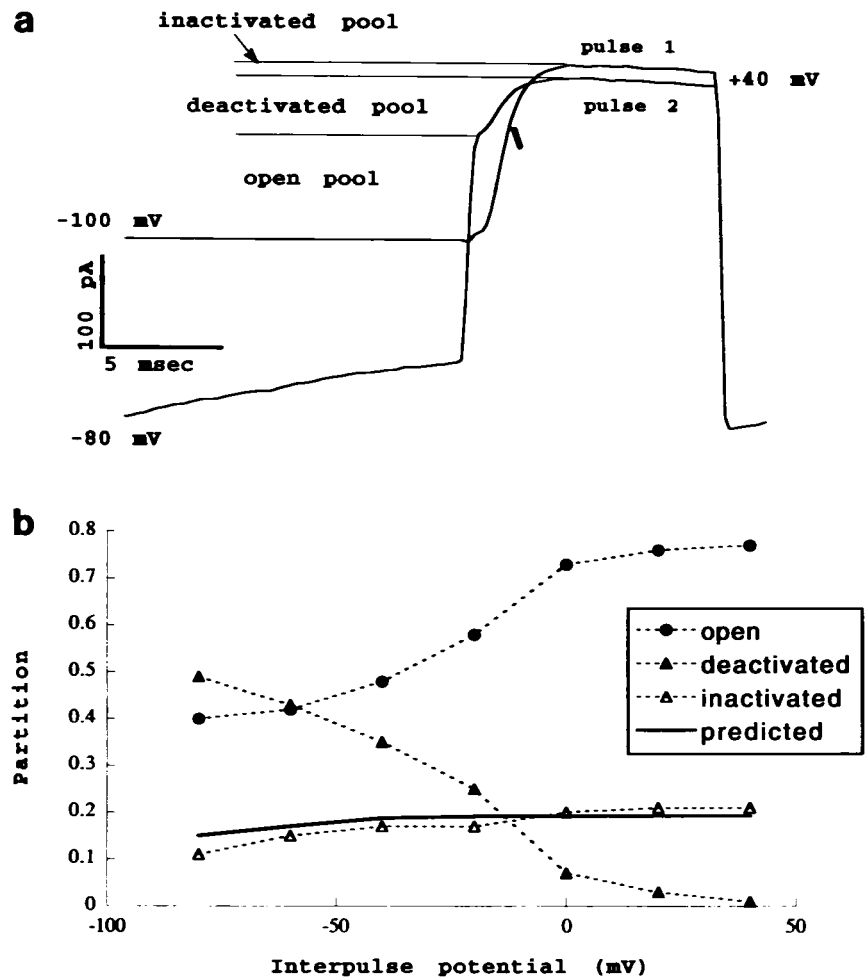 a
inactivated pool
pulse 1
+40 mV
deactivated pool
pulse 2
open pool
-100 mV
100 pA
5 msec
-80 mV
b
0.8
0.7
0.6
0.5
0.4
0.3
0.2
0.1
0
Partition
open
deactivated
inactivated
predicted
-100
-50
0
50
Interpulse potential (mV)